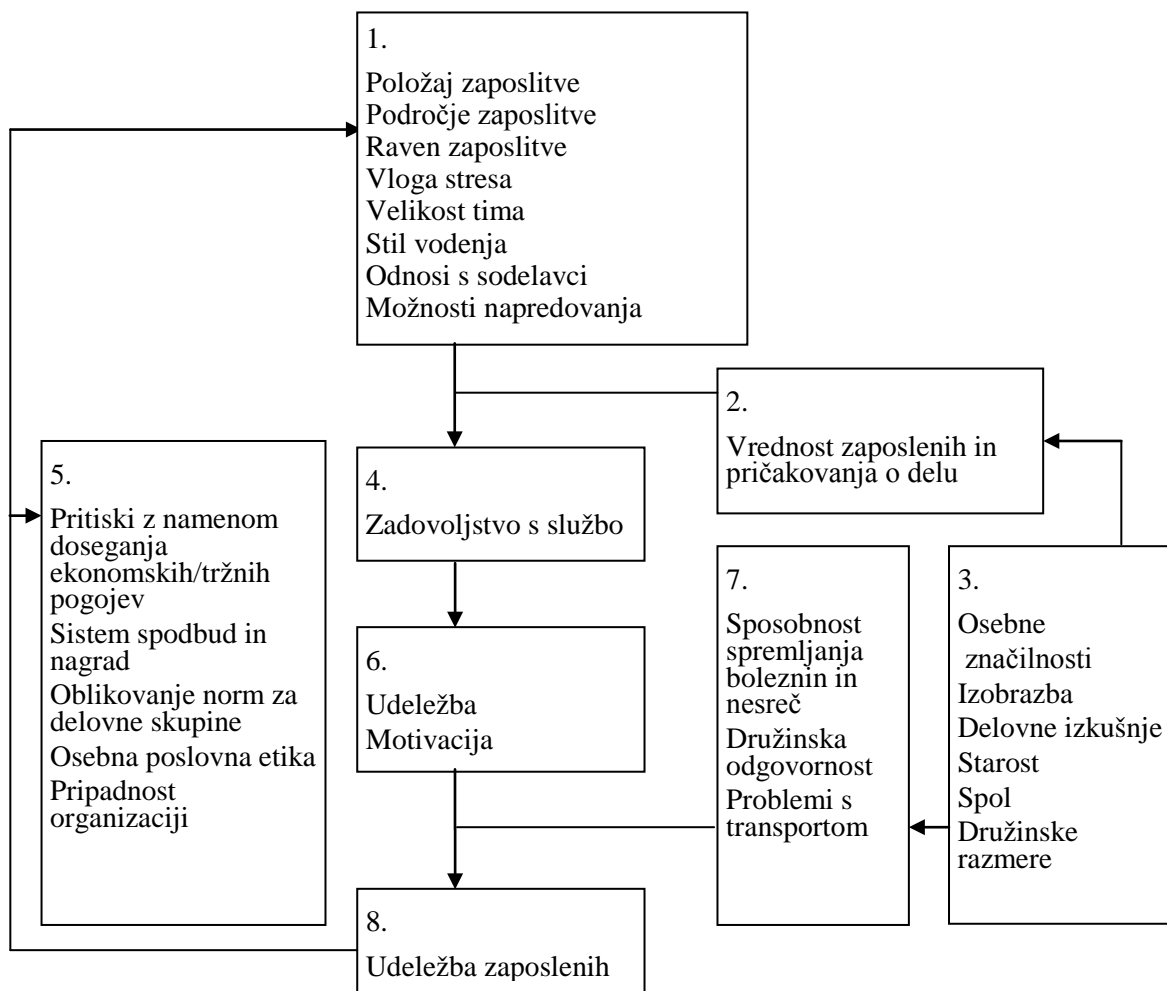 1.
Položaj zaposlitve
Področje zaposlitve
Raven zaposlitve
Vloga stresa
Velikost tima
Stil vodenja
Odnosi s sodelavci
Možnosti napredovanja
2.
Vrednost zaposlenih in
pričakovanja o delu
5.
Pritiski z namenom
doseganja
ekonomskih/tržnih
pogojev
Sistem spodbud in
nagrad
Oblikovanje norm za
delovne skupine
Osebna poslovna etika
Pripadnost
organizaciji
4.
Zadovoljstvo s službo
7.
Sposobnost
spremljanja
boleznin in
nesreč
Družinska
odgovornost
Problemi s
transportom
3.
Osebne
značilnosti
Izobrazba
Delovne izkušnje
Starost
Spol
Družinske
razmere
6.
Udeležba
Motivacija
8.
Udeležba zaposlenih